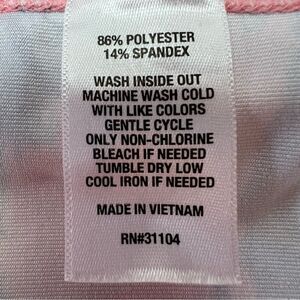 86% POLYESTER
14% SPANDEX
WASH INSIDE OUT
MACHINE WASH COLD
WITH LIKE COLORS
GENTLE CYCLE
ONLY NON-CHLORINE
BLEACH IF NEEDED
TUMBLE DRY LOW
COOL IRON IF NEEDED
MADE IN VIETNAM
RN#31104